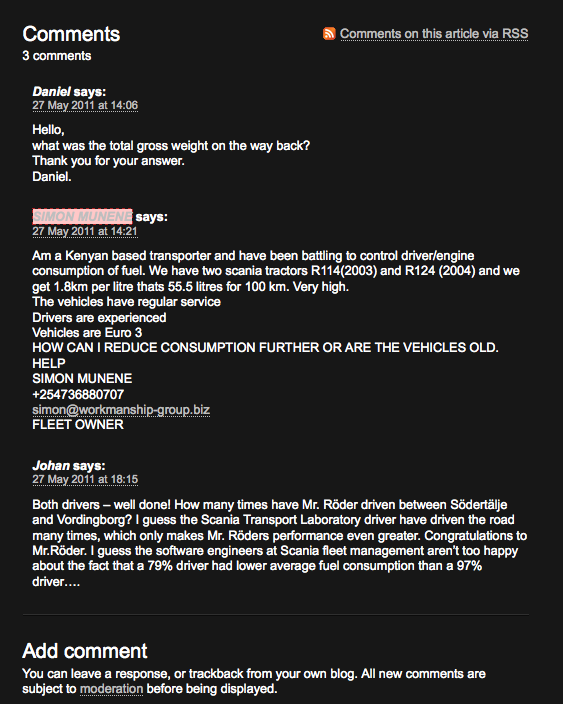 Comments
Comments on this article via RSS
3 comments
Daniel says:
27 May 2011 at 14:06
Hello,
what was the total gross weight on the way back?
Thank you for your answer.
Daniel.
SIMON MUNENE says:
27 May 2011 at 14:21
Am a Kenyan based transporter and have been battling to control driver/engine
consumption of fuel. We have two scania tractors R114(2003) and R124 (2004) and we
get 1.8km per litre thats 55.5 litres for 100 km. Very high.
The vehicles have regular service
Drivers are experienced
Vehicles are Euro 3
HOW CAN I REDUCE CONSUMPTION FURTHER OR ARE THE VEHICLES OLD.
HELP
SIMON MUNENE
+254736880707
simon@workmanship-group.biz
FLEET OWNER
Johan says:
27 May 2011 at 18:15
Both drivers – well done! How many times have Mr. Röder driven between Södertälje
and Vordingborg? I guess the Scania Transport Laboratory driver have driven the road
many times, which only makes Mr. Röders performance even greater. Congratulations to
Mr.Röder. I guess the software engineers at Scania fleet management aren't too happy
about the fact that a 79% driver had lower average fuel consumption than a 97%
driver….
Add comment
You can leave a response, or trackback from your own blog. All new comments are
subject to moderation before being displayed.